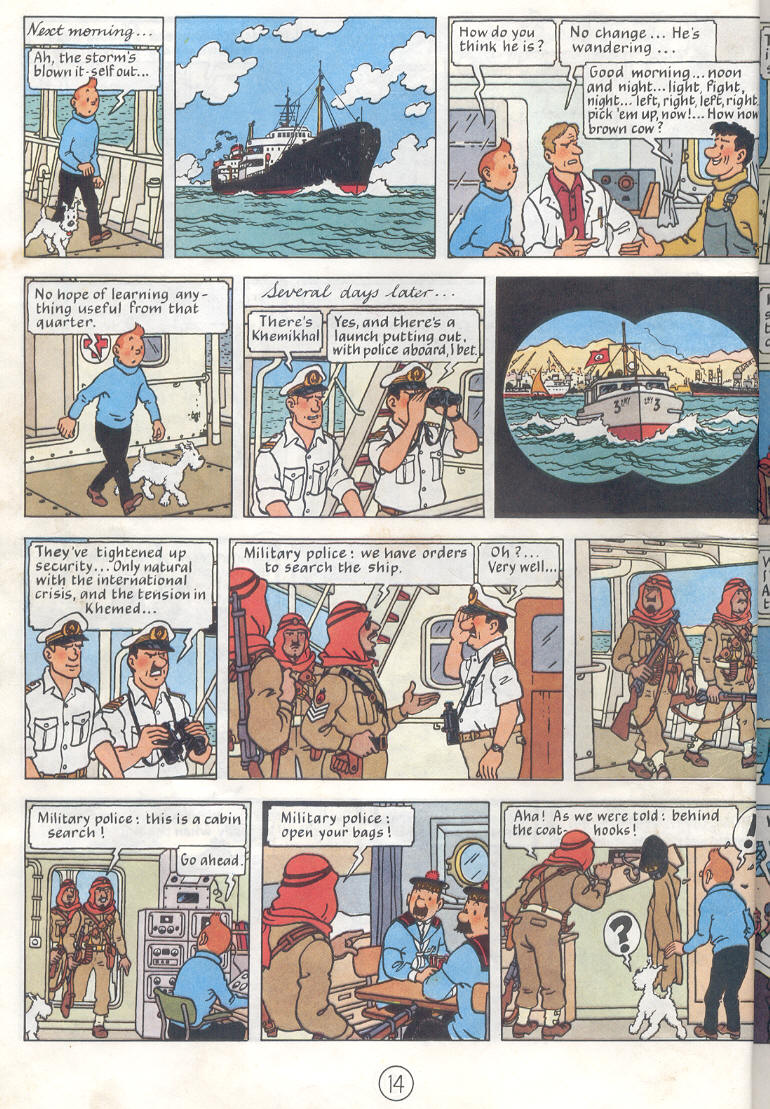 Next morning...
Ah, the storm's
blown it-self out...
How do you
think he is?
No change... He's
wandering...
Good morning... noon
and night... light, fight,
night... left, right, left, right,
pick 'em up, now!... How now
brown cow?
No hope of learning any-
thing useful from that
quarter.
Several days later...
There's
Khemikhal
Yes, and there's a
launch putting out,
with police aboard, I bet.
3
3
They've tightened up
security... Only natural
with the international
crisis, and the tension in
Khemed...
Military police: we have orders
to search the ship.
Oh?...
Very well...
Military police: this is a cabin
search!
Go ahead.
Military police:
open your bags!
Aha! As we were told: behind
the coat- hooks!
!
?
14